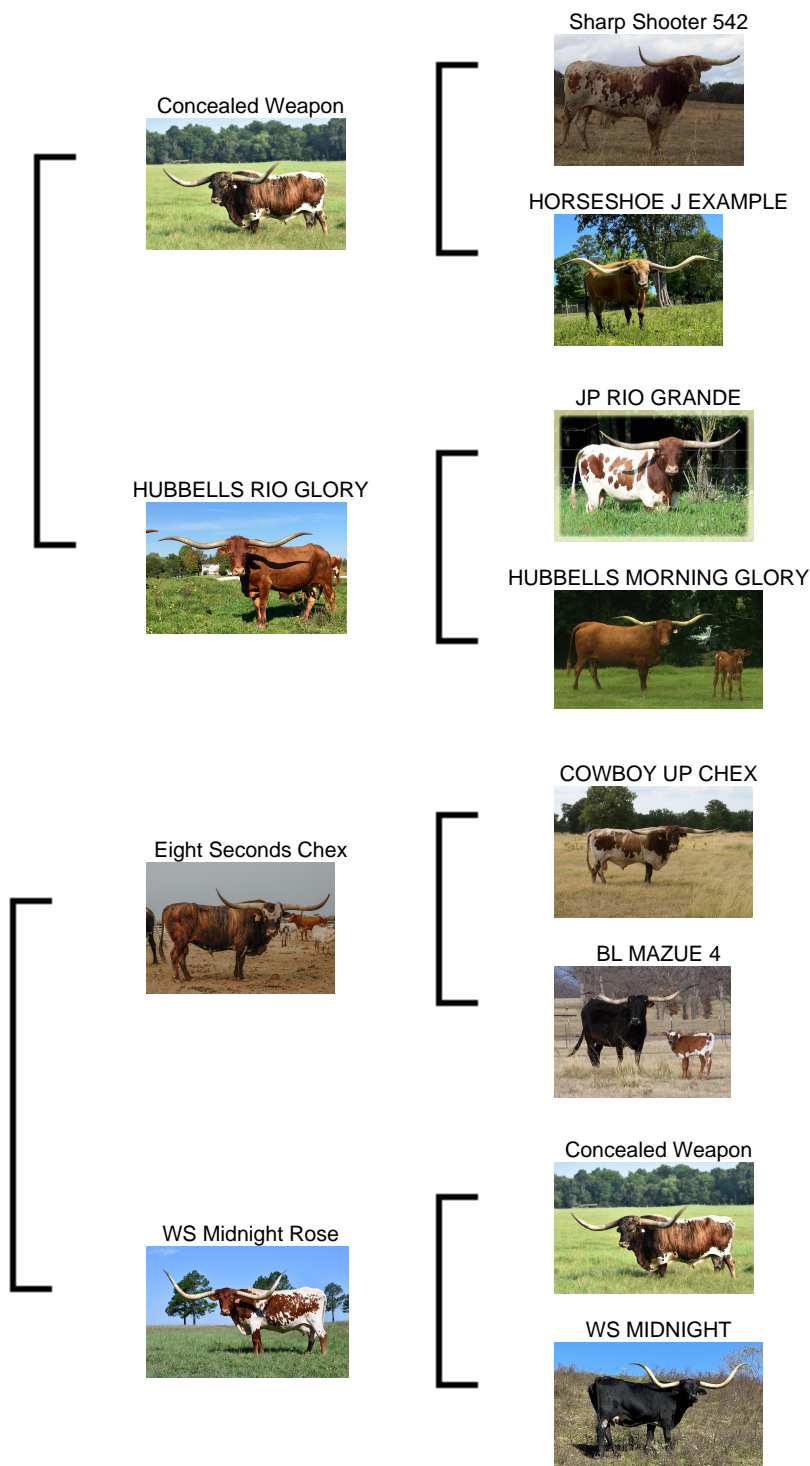 Sharp Shooter 542
Concealed Weapon
HORSESHOE J EXAMPLE
JP RIO GRANDE
HUBBELLS RIO GLORY
HUBBELLS MORNING GLORY
COWBOY UP CHEX
Eight Seconds Chex
BL MAZUE 4
Concealed Weapon
WS Midnight Rose
WS MIDNIGHT